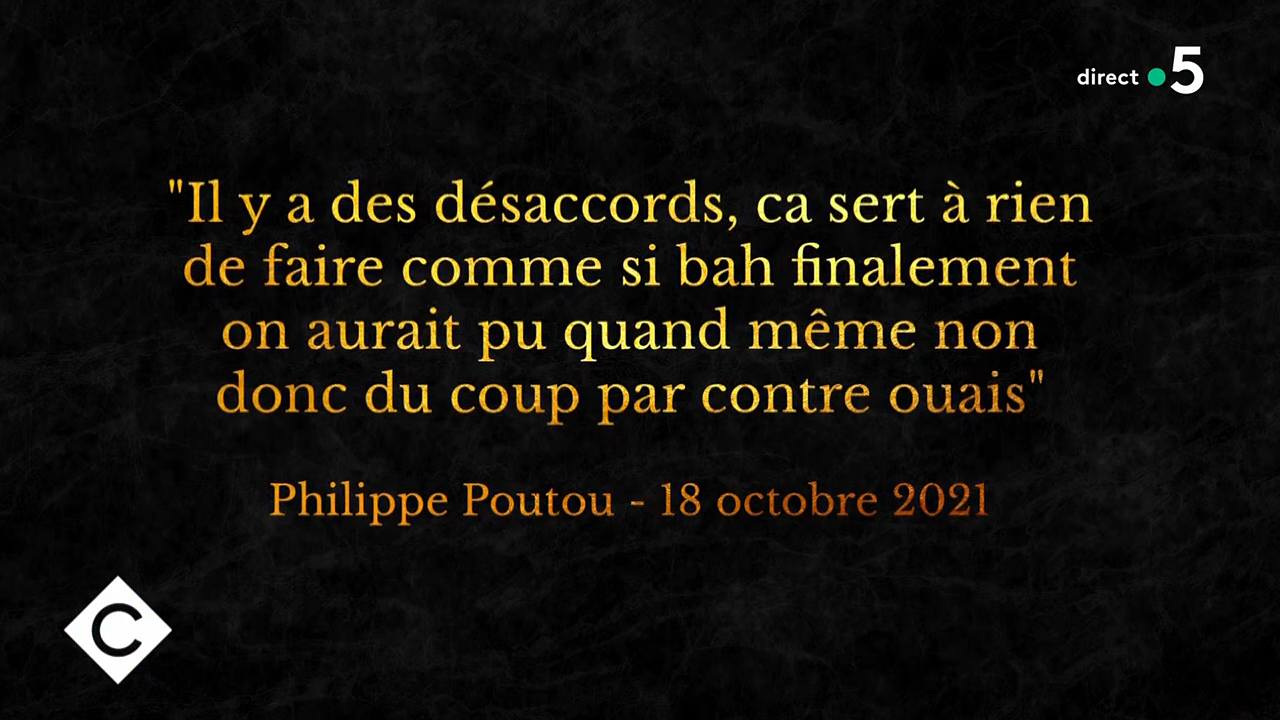 direct 5
"Il y a des désaccords, ca sert à rien
de faire comme si bah finalement
on aurait pu quand même non
donc du coup par contre ouais"
Philippe Poutou - 18 octobre 2021
C